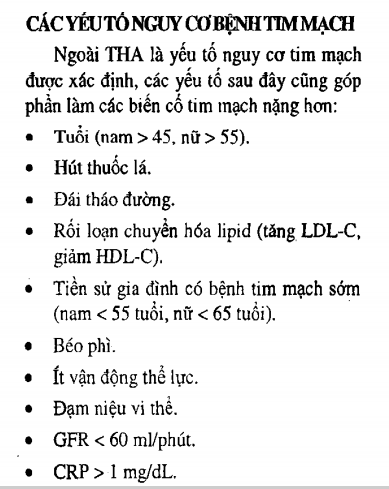 CÁC YẾU TỐ NGUY CƠ BỆNH TIM MẠCH
Ngoài THA là yếu tố nguy cơ tim mạch
được xác định, các yếu tố sau đây cũng góp
phần làm các biến cố tim mạch nặng hơn:
• Tuổi (nam > 45, nữ > 55).
• Hút thuốc lá.
• Đái tháo đường.
• Rối loạn chuyển hóa lipid (tăng LDL-C,
giảm HDL-C).
• Tiền sử gia đình có bệnh tim mạch sớm
(nam < 55 tuổi, nữ < 65 tuổi).
• Béo phì.
• Ít vận động thể lực.
• Đạm niệu vi thể.
• GFR < 60 ml/phút.
• CRP > 1 mg/dL.